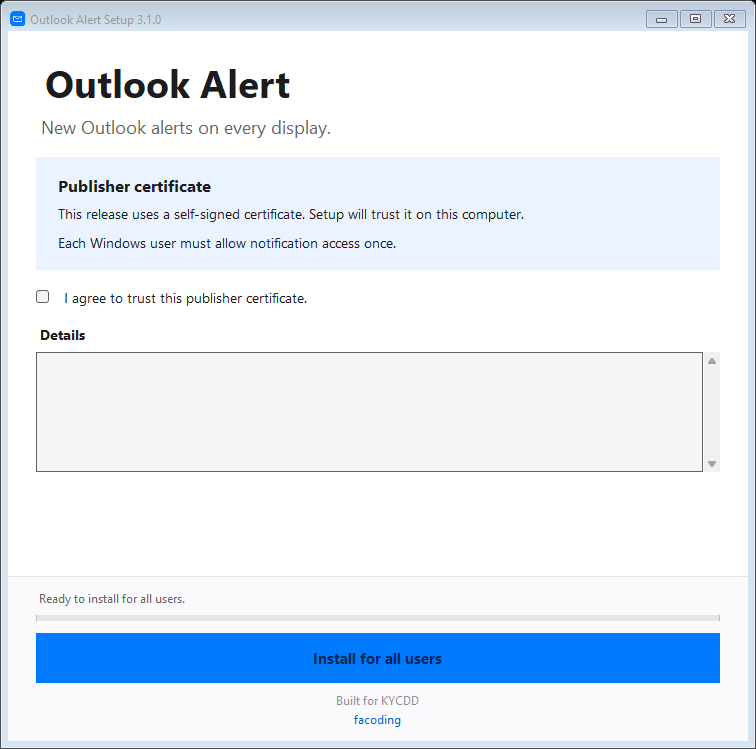 Outlook Alert Setup 3.1.0
Outlook Alert
New Outlook alerts on every display.
Publisher certificate
This release uses a self-signed certificate. Setup will trust it on this computer.
Each Windows user must allow notification access once.
I agree to trust this publisher certificate.
Details
Ready to install for all users.
Install for all users
Built for KYCDD
facoding